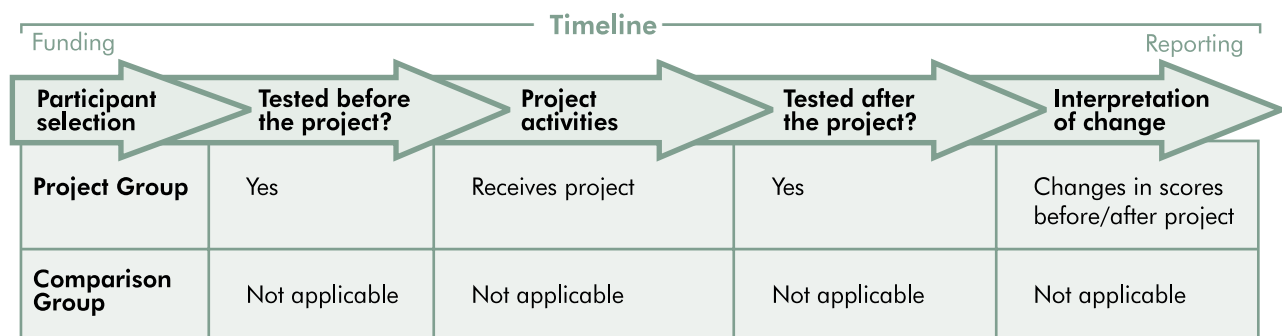 Timeline
Funding
Reporting
Participant selection
Tested before the project?
Project activities
Tested after the project?
Interpretation of change
Project Group
Yes
Receives project
Yes
Changes in scores before/after project
Comparison Group
Not applicable
Not applicable
Not applicable
Not applicable